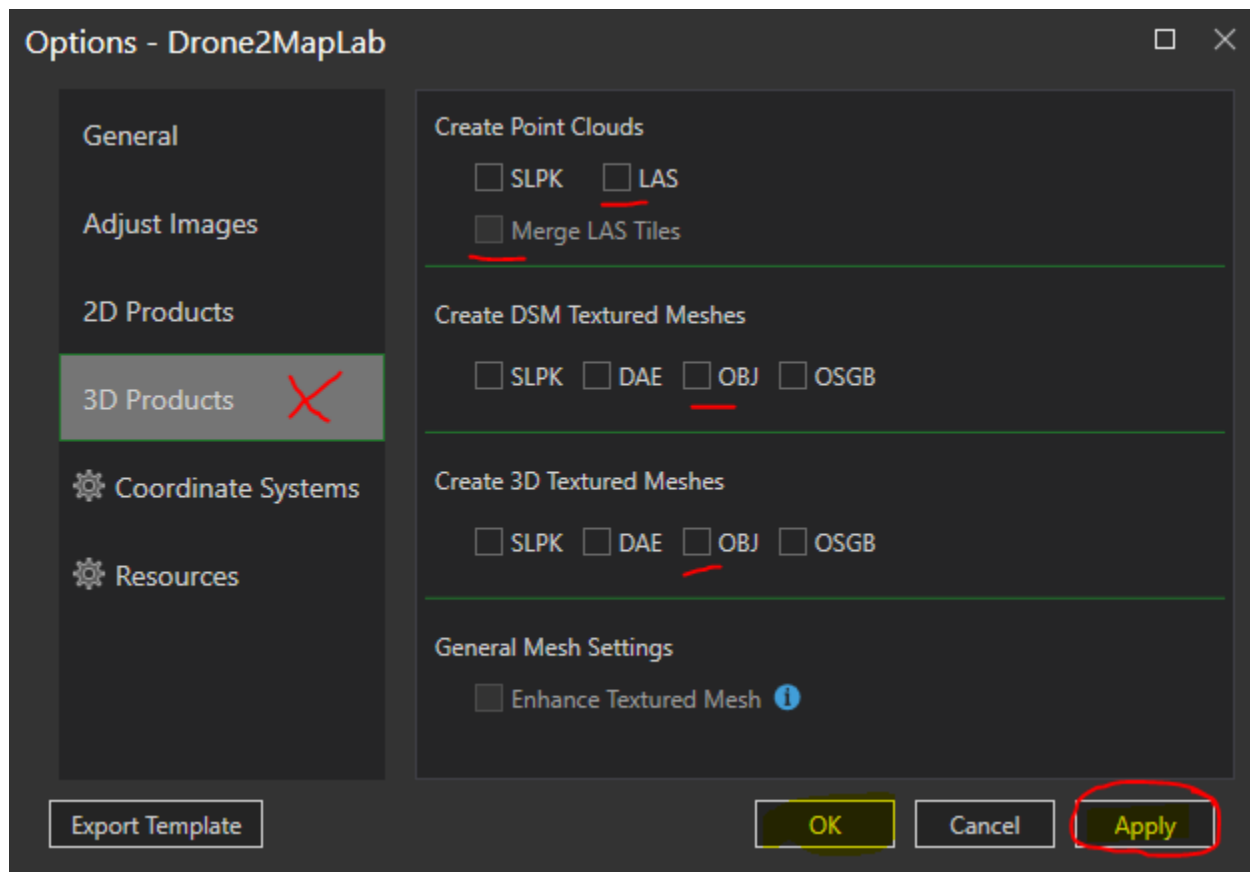 Options - Drone2MapLab
General
Adjust Images
2D Products
3D Products
Coordinate Systems
Resources
Create Point Clouds
SLPK LAS
Merge LAS Tiles
Create DSM Textured Meshes
SLPK DAE OBJ OSGB
Create 3D Textured Meshes
SLPK DAE OBJ OSGB
General Mesh Settings
Enhance Textured Mesh i
Export Template OK Cancel Apply